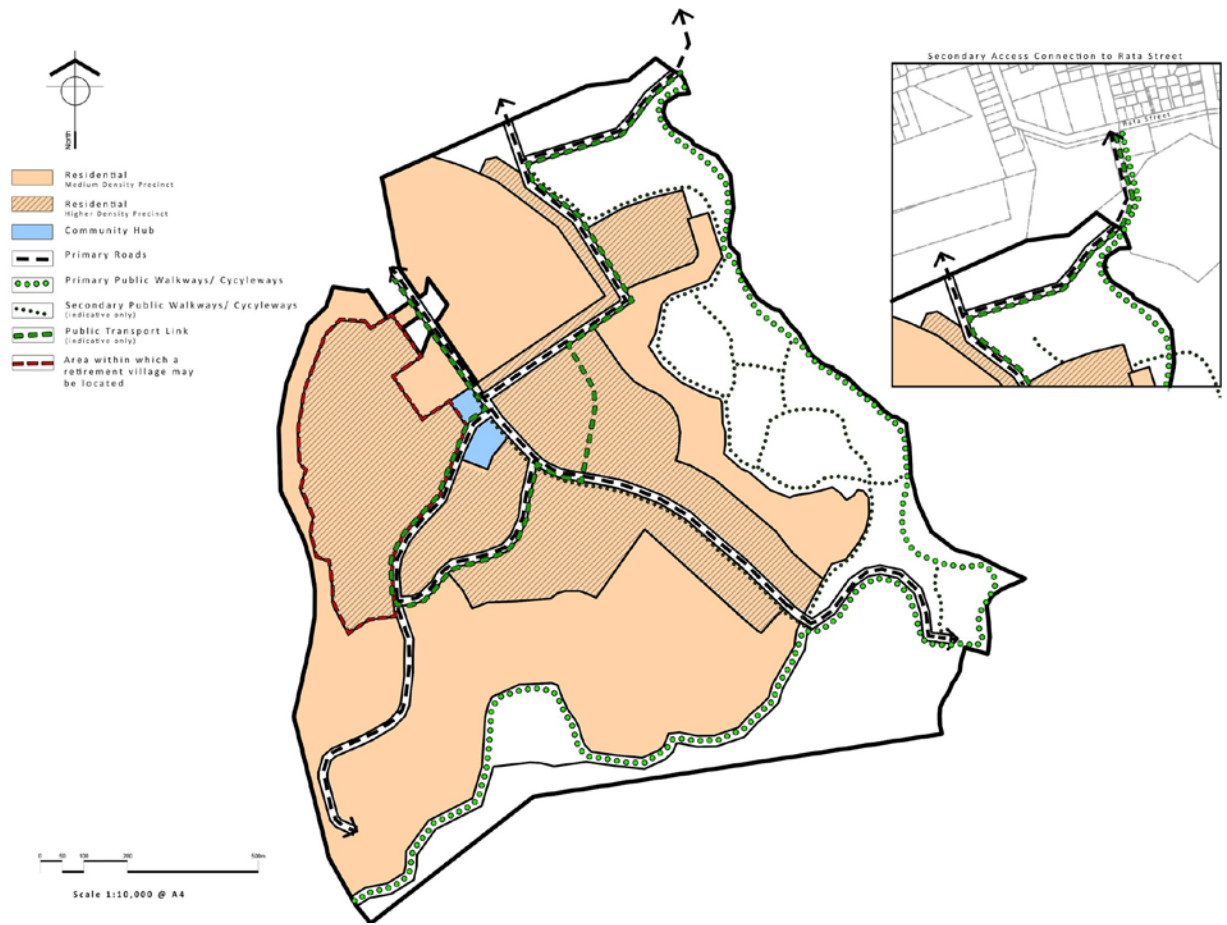 Secondary Access Connection to Rata Street
Rata Street
North
Residential
Medium Density Precinct
Residential
Higher Density Precinct
Community Hub
Primary Roads
Primary Public Walkways/ Cycyleways
Secondary Public Walkways/ Cycyleways
(indicative only)
Public Transport Link
(indicative only)
Area within which a
retirement village may
be located
0 50 100 200 500m
Scale 1:10,000 @ A4